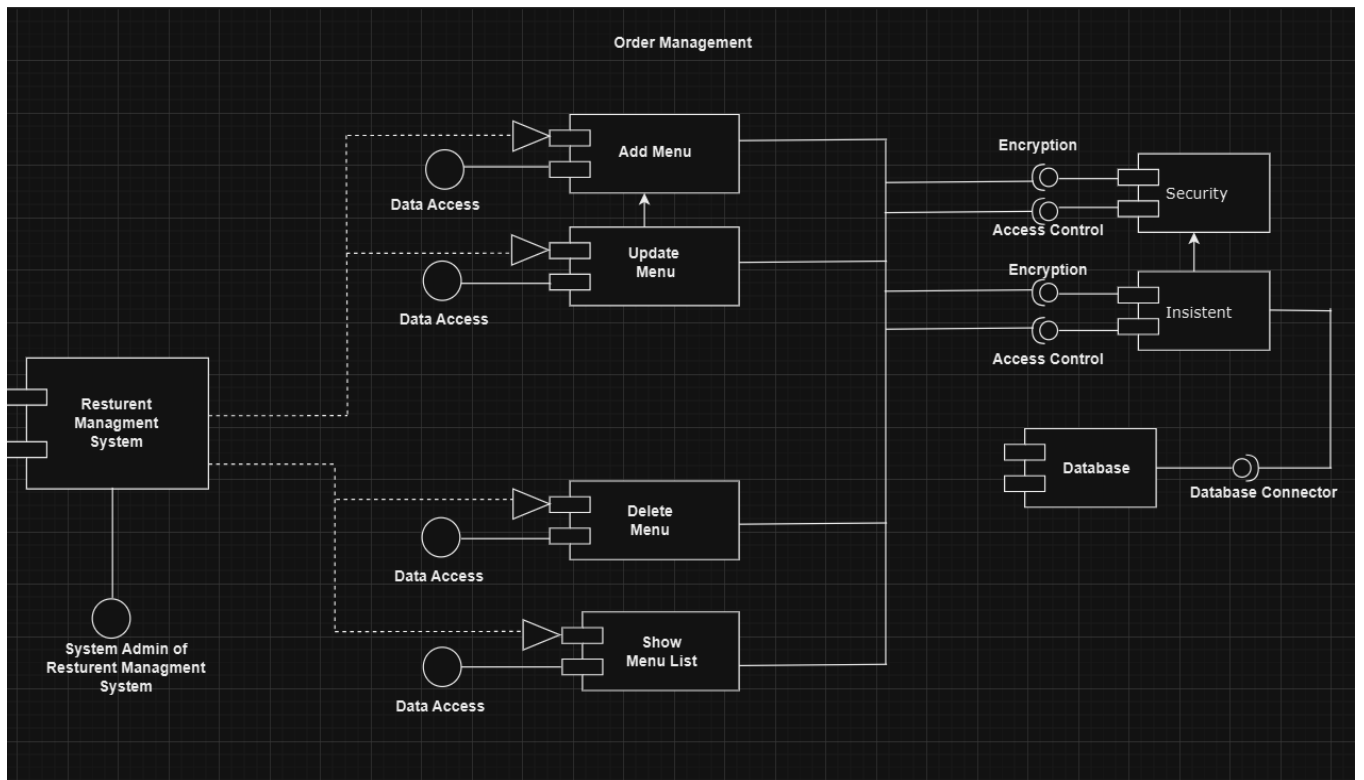 Order Management
Add Menu
Data Access
Update
Menu
Data Access
Encryption
Security
Access Control
Encryption
Insistent
Access Control
Resturent
Managment
System
Database
Database Connector
Delete
Menu
Data Access
Show
Menu List
Data Access
System Admin of
Resturent Managment
System